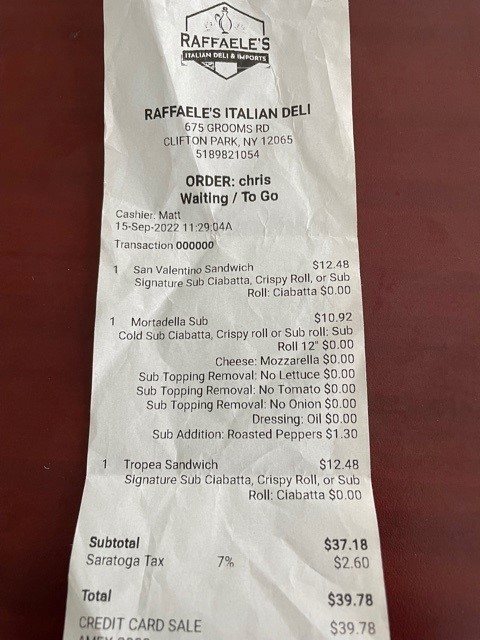 RAFFAELE'S
ITALIAN DELI & IMPORTS
RAFFAELE'S ITALIAN DELI
675 GROOMS RD
CLIFTON PARK, NY 12065
5189821054
ORDER: chris
Waiting / To Go
Cashier: Matt
15-Sep-2022 11:29:04A
Transaction 000000
1 San Valentino Sandwich $12.48
Signature Sub Ciabatta, Crispy Roll, or Sub
Roll: Ciabatta $0.00
1 Mortadella Sub $10.92
Cold Sub Ciabatta, Crispy roll or Sub roll: Sub
Roll 12" $0.00
Cheese: Mozzarella $0.00
Sub Topping Removal: No Lettuce $0.00
Sub Topping Removal: No Tomato $0.00
Sub Topping Removal: No Onion $0.00
Dressing: Oil $0.00
Sub Addition: Roasted Peppers $1.30
1 Tropea Sandwich $12.48
Signature Sub Ciabatta, Crispy Roll, or Sub
Roll: Ciabatta $0.00
Subtotal $37.18
Saratoga Tax 7% $2.60
Total $39.78
CREDIT CARD SALE $39.78